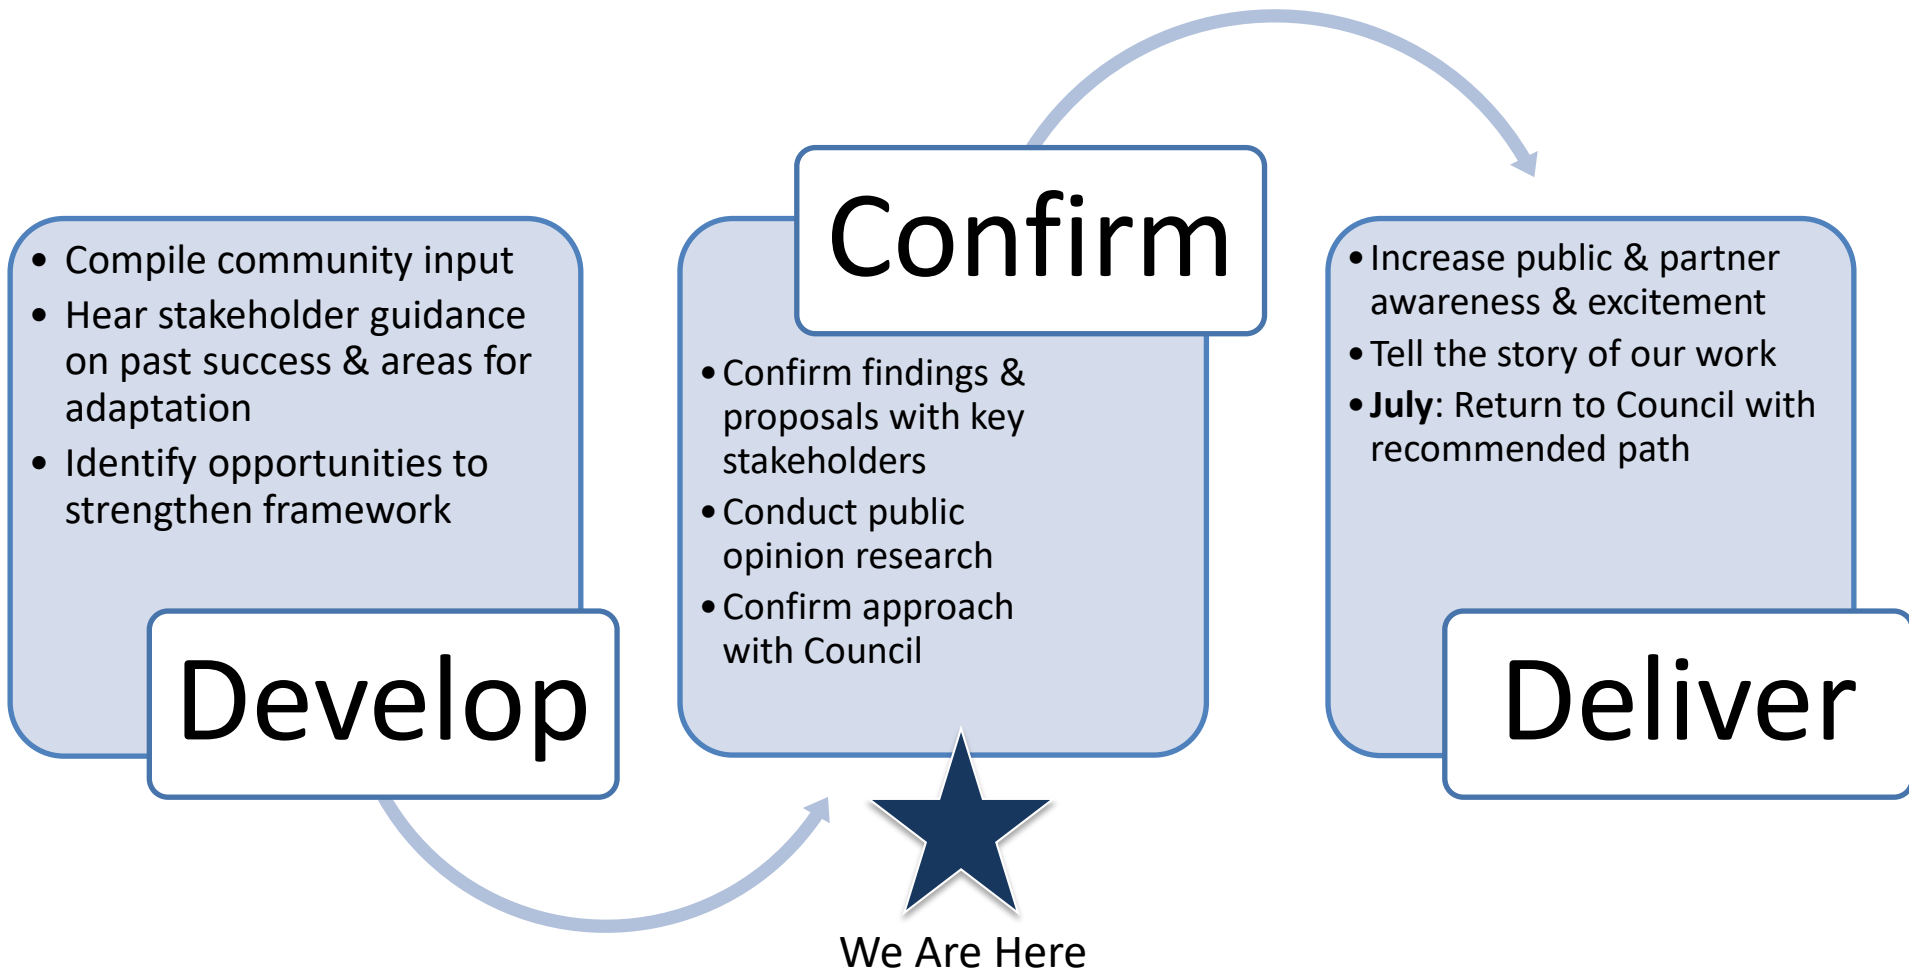 • Compile community input
• Hear stakeholder guidance
on past success & areas for
adaptation
• Identify opportunities to
strengthen framework
Develop
Confirm
• Confirm findings &
proposals with key
stakeholders
• Conduct public
opinion research
• Confirm approach
with Council
We Are Here
• Increase public & partner
awareness & excitement
• Tell the story of our work
• July: Return to Council with
recommended path
Deliver